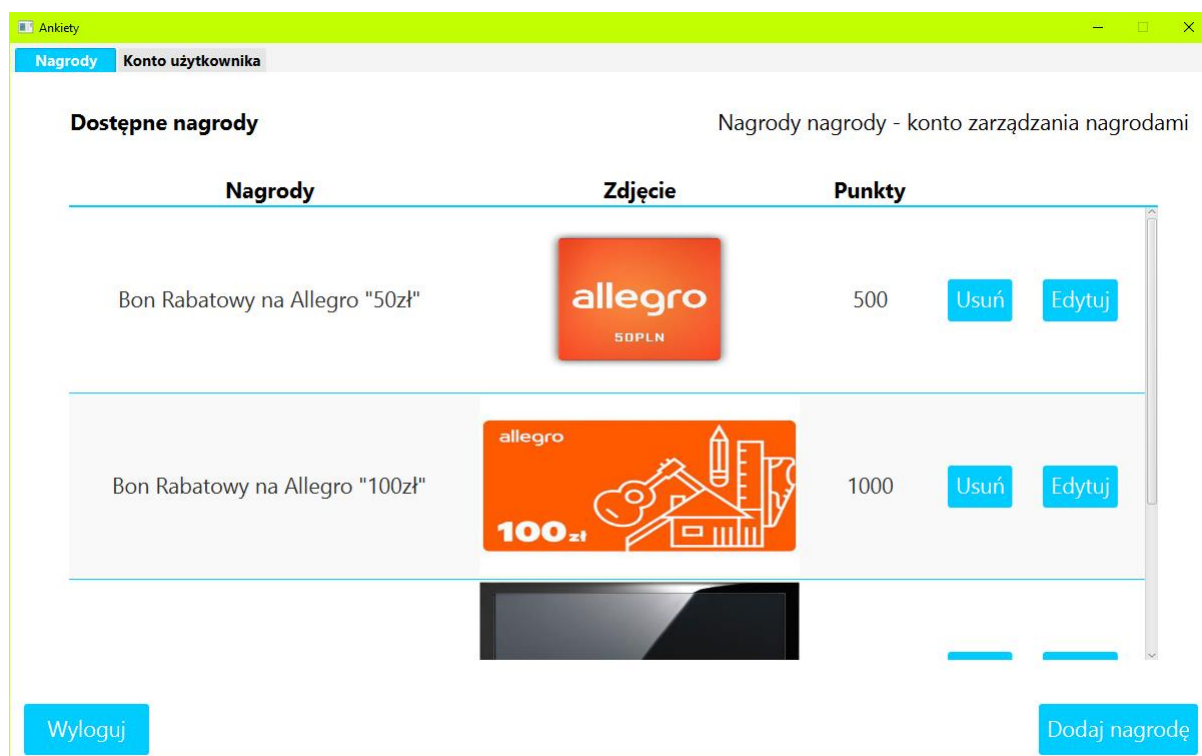 Ankiety
Nagrody Konto użytkownika
Dostępne nagrody Nagrody nagrody - konto zarządzania nagrodami
Nagrody Zdjęcie Punkty
Bon Rabatowy na Allegro "50zł" allegro 50PLN 500 Usuń Edytuj
allegro
Bon Rabatowy na Allegro "100zł" 1000 Usuń Edytuj
100zł
Wyloguj Dodaj nagrodę